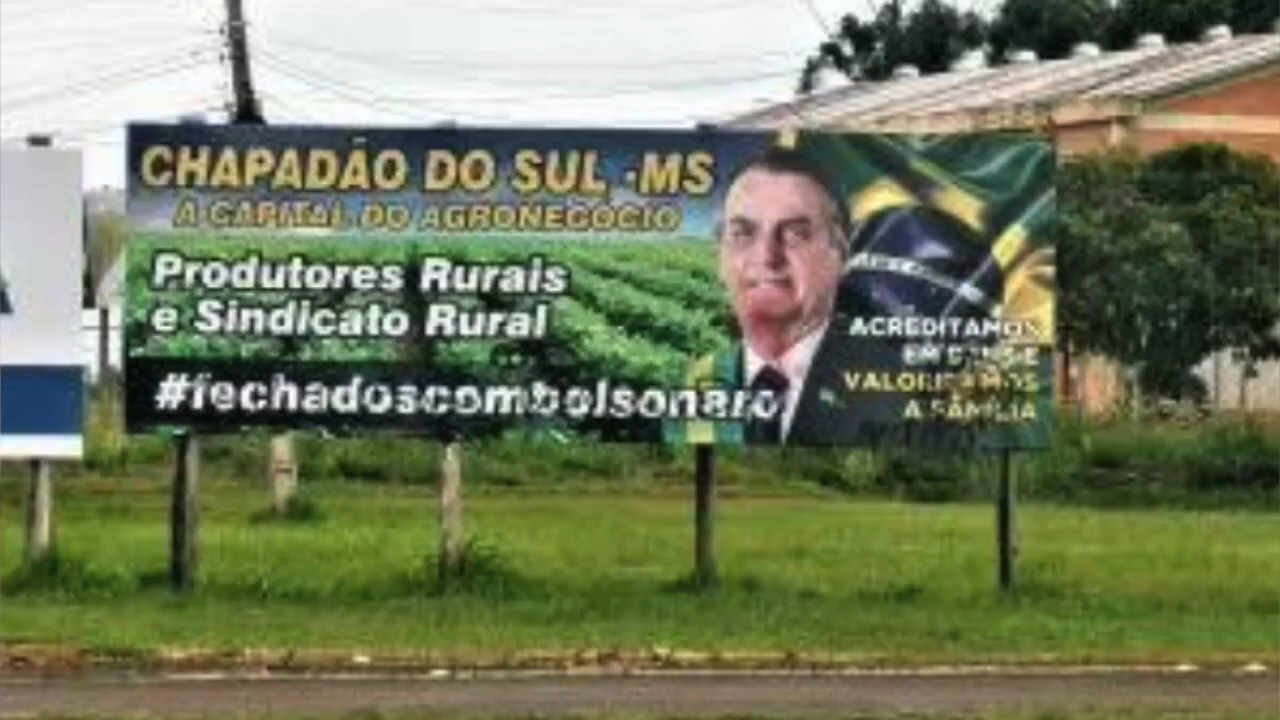 CHAPADÃO DO SUL -MS
A CAPITAL DO AGRONEGÓCIO
Produtores Rurais
e Sindicato Rural
#fechadoscombolsonaro
ACREDITAMOS
EM DEUS E
VALORIZAMOS
A FAMÍLIA